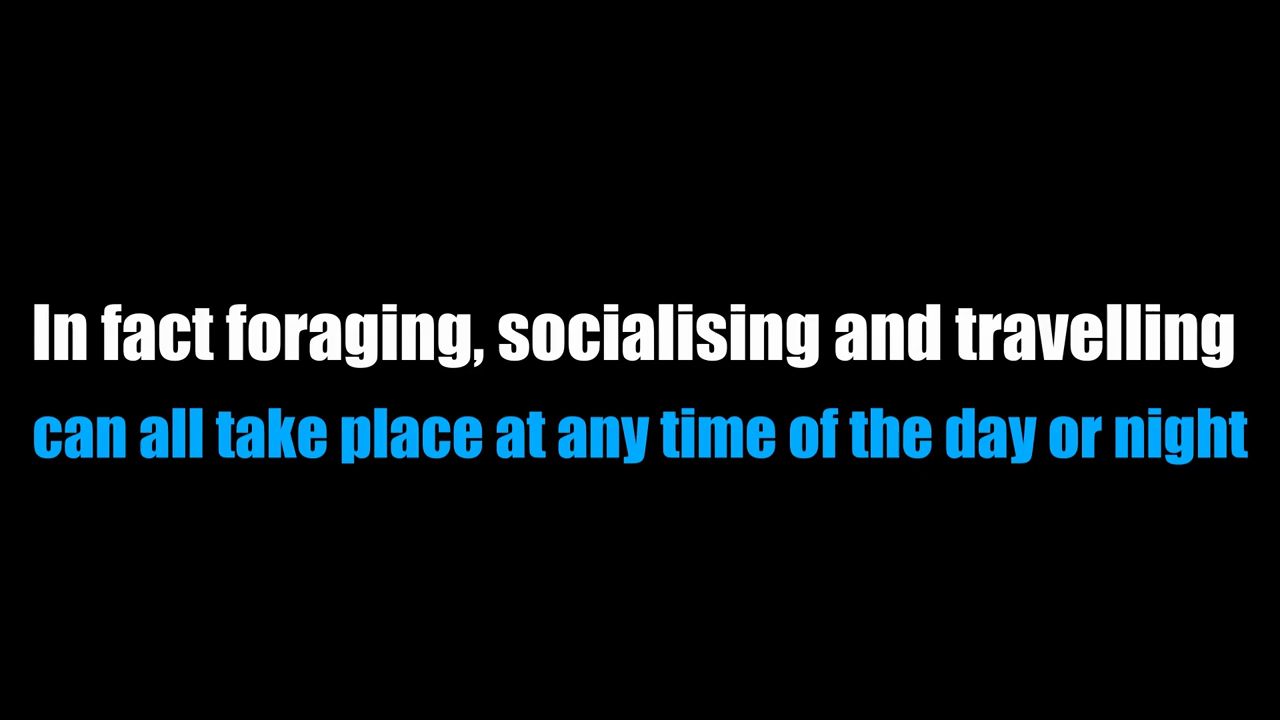 In fact foraging, socialising and travelling
can all take place at any time of the day or night